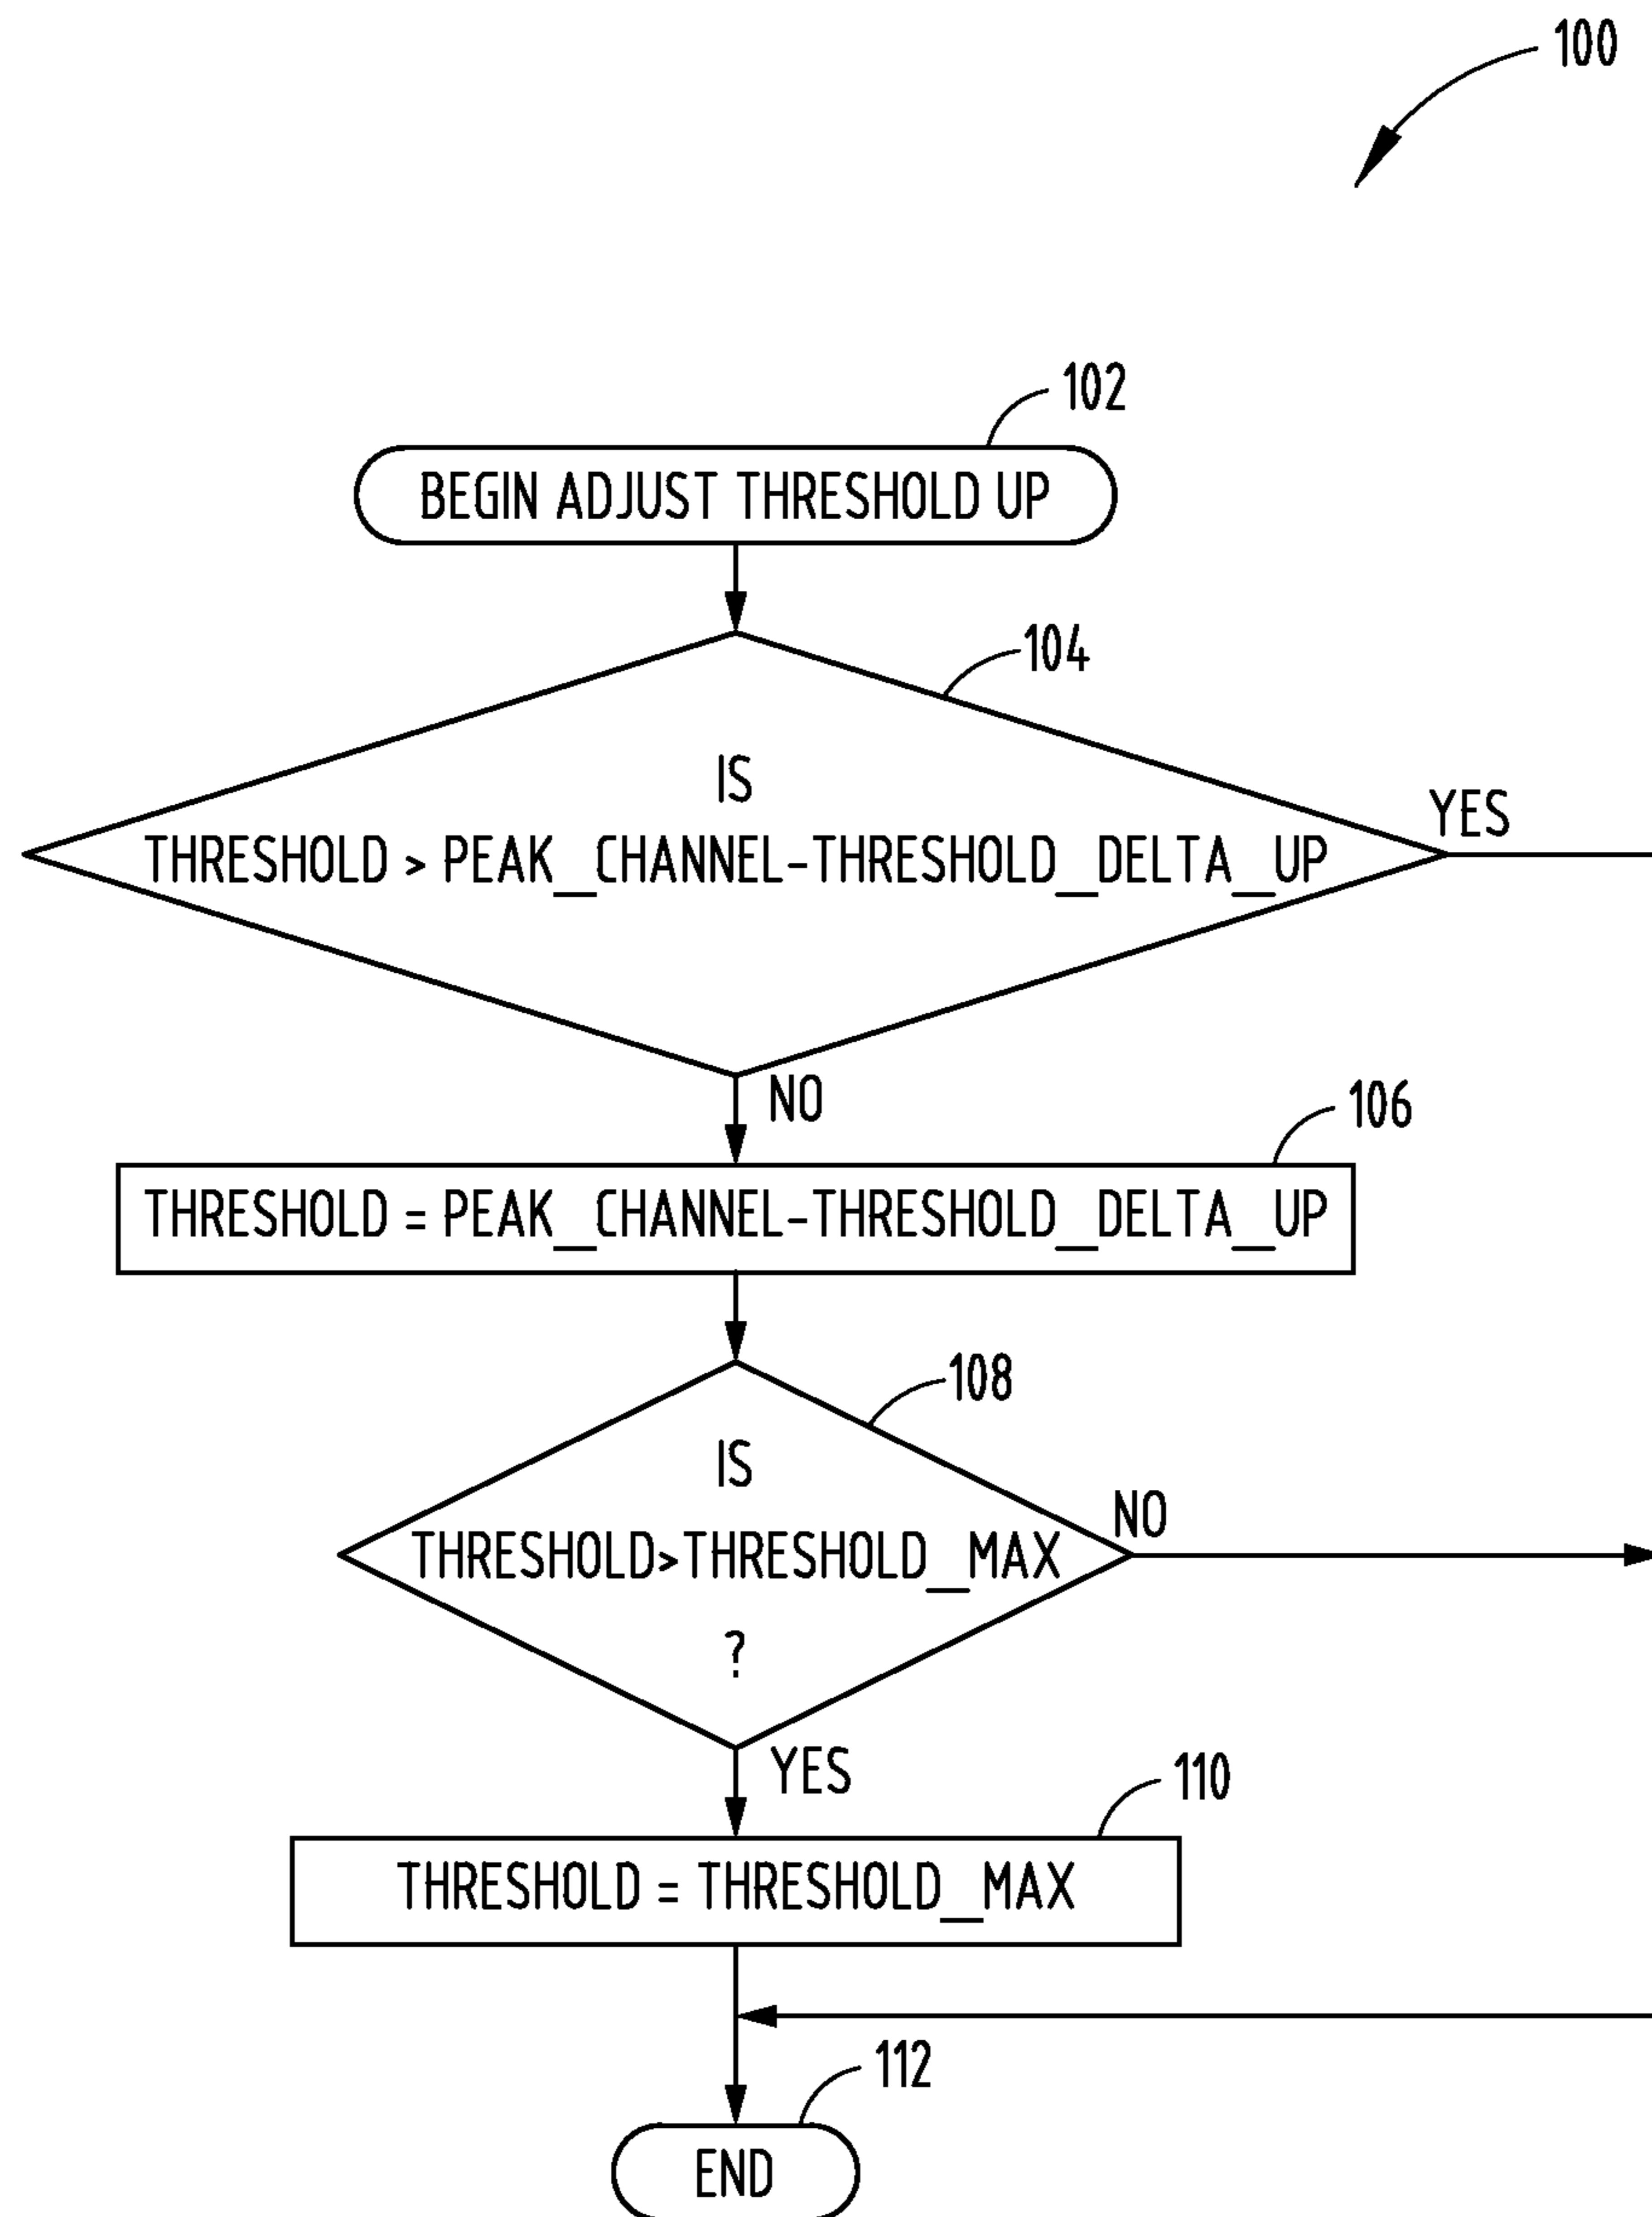 100
102
BEGIN ADJUST THRESHOLD UP
104
IS
THRESHOLD > PEAK_CHANNEL-THRESHOLD_DELTA_UP
YES
NO
106
THRESHOLD = PEAK_CHANNEL-THRESHOLD_DELTA_UP
108
IS
THRESHOLD>THRESHOLD_MAX
?
NO
YES
110
THRESHOLD = THRESHOLD_MAX
112
END